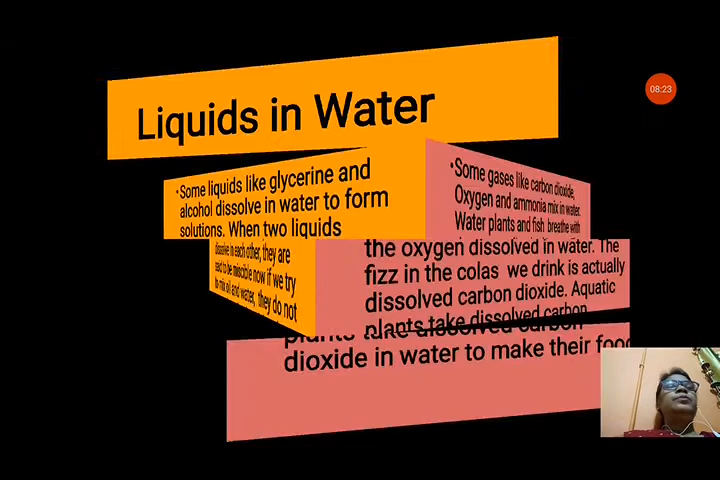 Liquids in Water
08:23
•Some liquids like glycerine and
alcohol dissolve in water to form
solutions. When two liquids
dissolve in each other, they are
said to be miscible now if we try
to mix oil and water, they do not
•Some gases like carbon dioxide,
Oxygen and ammonia mix in water.
Water plants and fish breathe with
the oxygen dissolved in water. The
fizz in the colas we drink is actually
dissolved carbon dioxide. Aquatic
plants take dissolved carbon
plants take dissolved carbon
dioxide in water to make their food